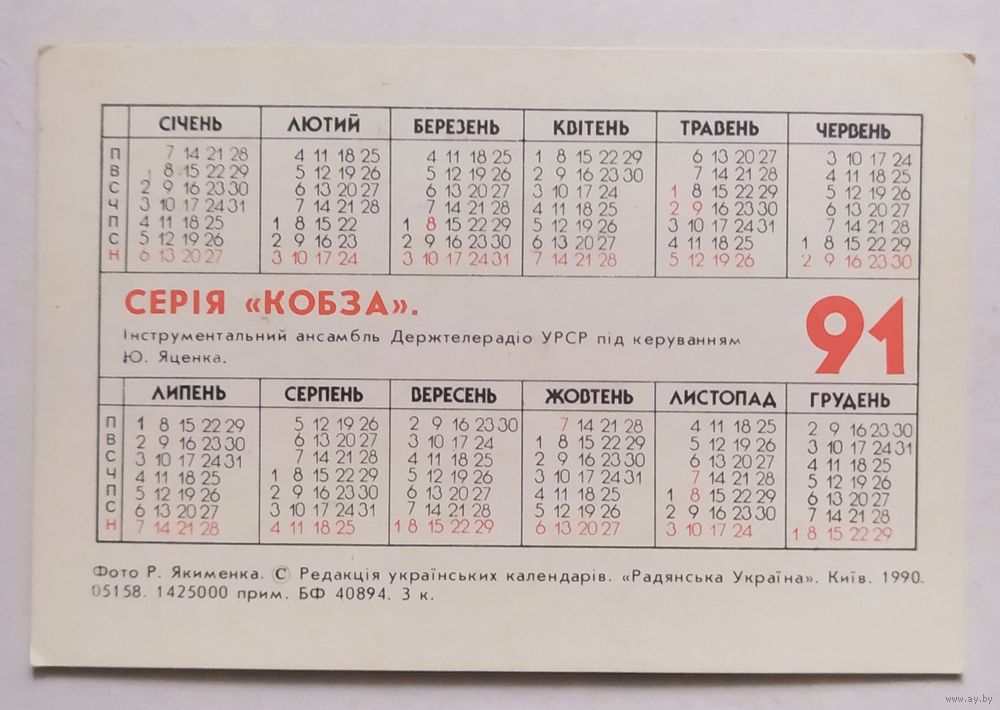 СІЧЕНЬ ЛЮТИЙ БЕРЕЗЕНЬ КВІТЕНЬ ТРАВЕНЬ ЧЕРВЕНЬ
П 7 14 21 28 4 11 18 25 4 11 18 25 1 8 15 22 29 6 13 20 27 3 10 17 24
В 1 8 15 22 29 5 12 19 26 5 12 19 26 2 9 16 23 30 7 14 21 28 4 11 18 25
С 2 9 16 23 30 6 13 20 27 6 13 20 27 3 10 17 24 1 8 15 22 29 5 12 19 26
Ч 3 10 17 24 31 7 14 21 28 7 14 21 28 4 11 18 25 2 9 16 23 30 6 13 20 27
П 4 11 18 25 1 8 15 22 1 8 15 22 29 5 12 19 26 3 10 17 24 31 7 14 21 28
С 5 12 19 26 2 9 16 23 2 9 16 23 30 6 13 20 27 4 11 18 25 1 8 15 22 29
Н 6 13 20 27 3 10 17 24 3 10 17 24 31 7 14 21 28 5 12 19 26 2 9 16 23 30
СЕРІЯ «КОБЗА».
91
Інструментальний ансамбль Держтелерадіо УРСР під керуванням
Ю. Яценка.
ЛИПЕНЬ СЕРПЕНЬ ВЕРЕСЕНЬ ЖОВТЕНЬ ЛИСТОПАД ГРУДЕНЬ
П 1 8 15 22 29 5 12 19 26 2 9 16 23 30 7 14 21 28 4 11 18 25 2 9 16 23 30
В 2 9 16 23 30 6 13 20 27 3 10 17 24 1 8 15 22 29 5 12 19 26 3 10 17 24 31
С 3 10 17 24 31 7 14 21 28 4 11 18 25 2 9 16 23 30 6 13 20 27 4 11 18 25
Ч 4 11 18 25 1 8 15 22 29 5 12 19 26 3 10 17 24 31 7 14 21 28 5 12 19 26
П 5 12 19 26 2 9 16 23 30 6 13 20 27 4 11 18 25 1 8 15 22 29 6 13 20 27
С 6 13 20 27 3 10 17 24 31 7 14 21 28 5 12 19 26 2 9 16 23 30 7 14 21 28
Н 7 14 21 28 4 11 18 25 1 8 15 22 29 6 13 20 27 3 10 17 24 1 8 15 22 29
Фото Р. Якименка. © Редакція українських календарів. «Радянська Україна». Київ. 1990.
05158. 1425000 прим. БФ 40894. 3 к.
www.ay.by